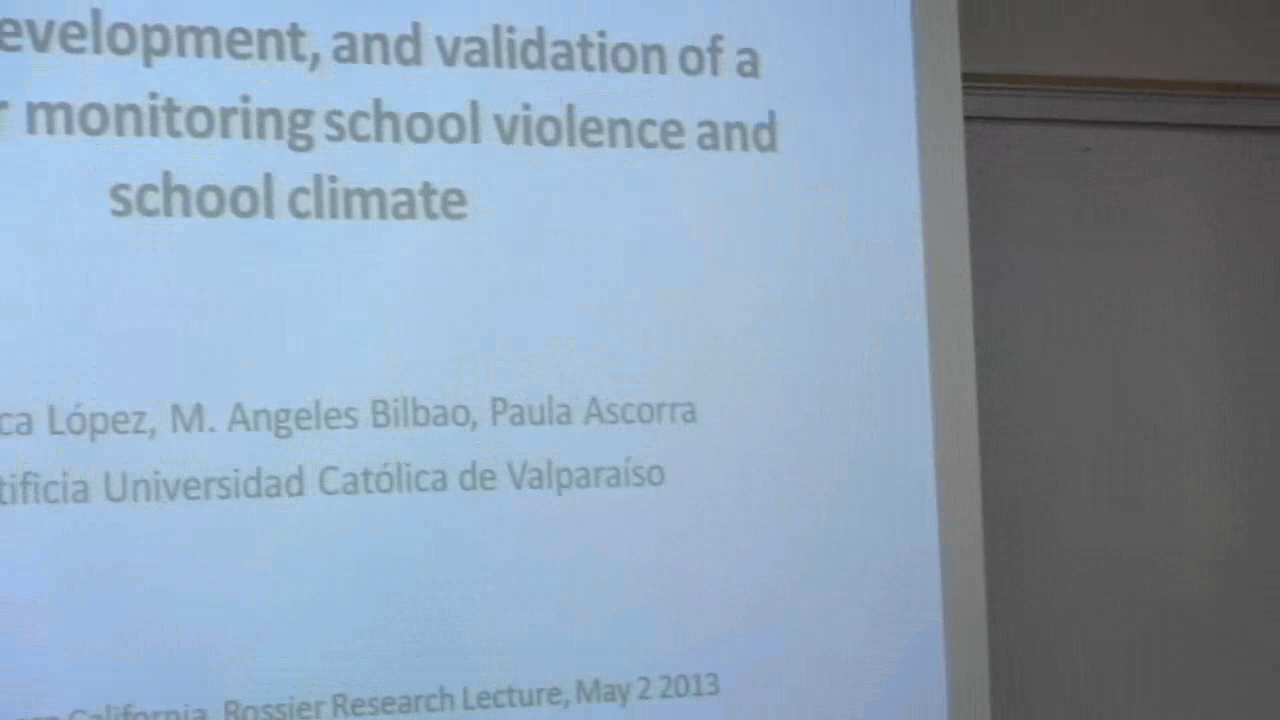 evelopment, and validation of a
r monitoring school violence and
school climate
ca López, M. Angeles Bilbao, Paula Ascorra
tificia Universidad Católica de Valparaíso
California, Rossier Research Lecture, May 2 2013